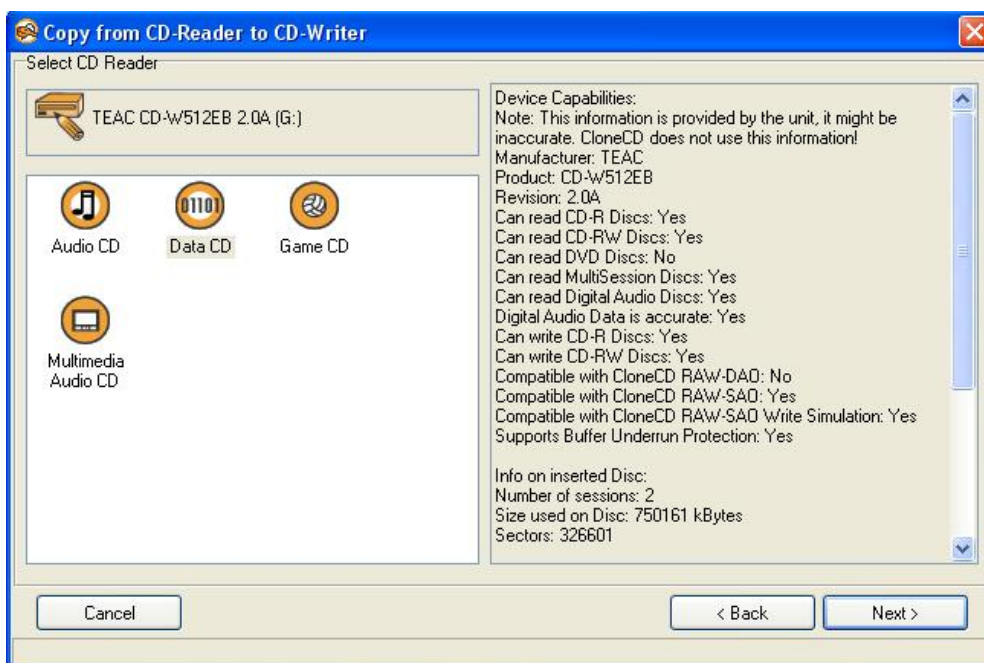 Copy from CD-Reader to CD-Writer
Select CD Reader
TEAC CD-W512EB 2.0A (G:)
01101
Audio CD
Data CD
Game CD
Multimedia
Audio CD
Device Capabilities:
Note: This information is provided by the unit, it might be
inaccurate. CloneCD does not use this information!
Manufacturer: TEAC
Product: CD-W512EB
Revision: 2.0A
Can read CD-R Discs: Yes
Can read CD-RW Discs: Yes
Can read DVD Discs: No
Can read MultiSession Discs: Yes
Can read Digital Audio Discs: Yes
Digital Audio Data is accurate: Yes
Can write CD-R Discs: Yes
Can write CD-RW Discs: Yes
Compatible with CloneCD RAW-DAO: No
Compatible with CloneCD RAW-SAO: Yes
Compatible with CloneCD RAW-SAO Write Simulation: Yes
Supports Buffer Underrun Protection: Yes
Info on inserted Disc:
Number of sessions: 2
Size used on Disc: 750161 kBytes
Sectors: 326601
Cancel
< Back
Next >